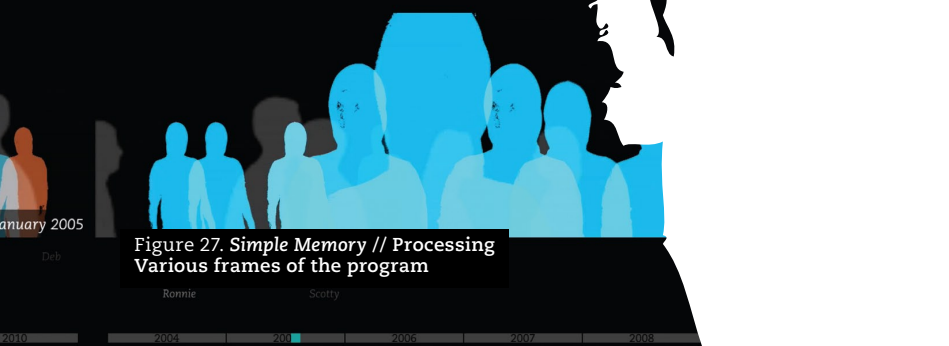 anuary 2005
Deb
Figure 27. Simple Memory // Processing
Various frames of the program
Ronnie Scotty
2010 2004 200 2006 2007 2008